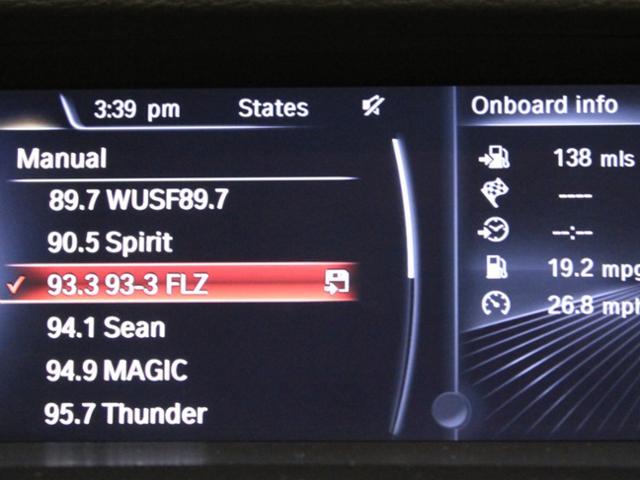 3:39 pm States
Onboard info
Manual
89.7 WUSF89.7
90.5 Spirit
93.3 93-3 FLZ
94.1 Sean
94.9 MAGIC
95.7 Thunder
138 mls
----
--:--
19.2 mpg
26.8 mph